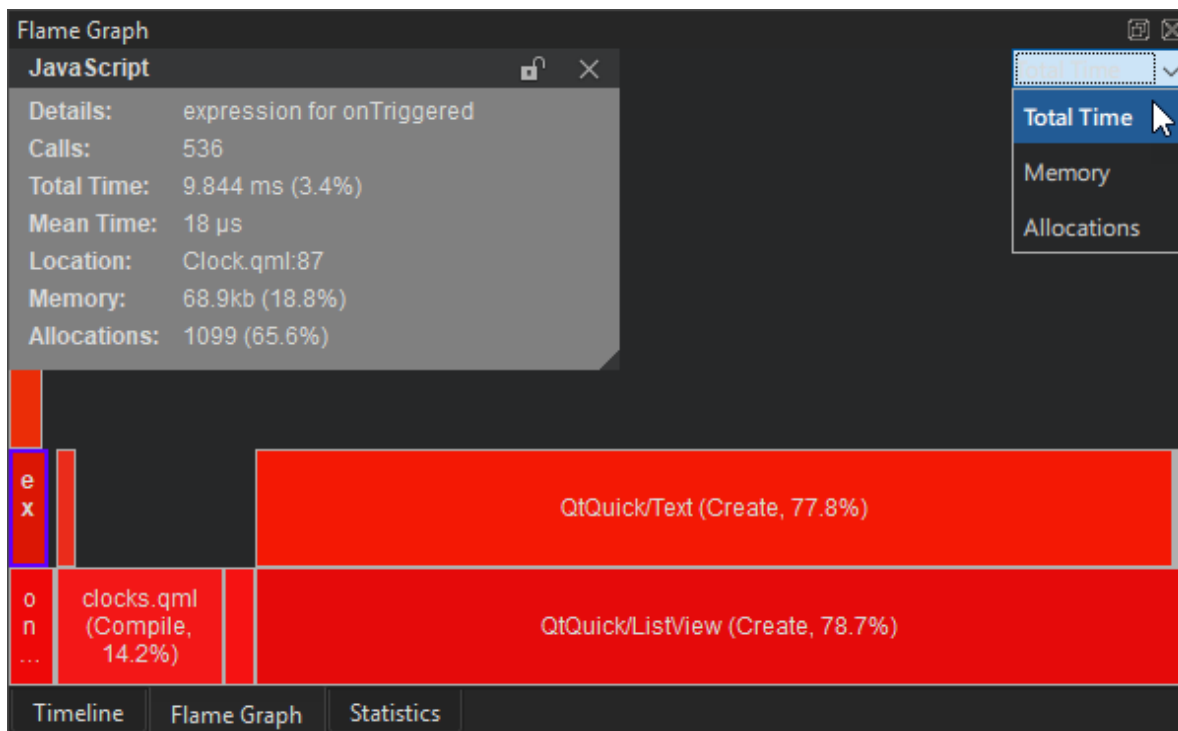 Flame Graph
JavaScript
Total Time
Details: expression for onTriggered
Calls: 536
Total Time: 9.844 ms (3.4%)
Mean Time: 18 µs
Location: Clock.qml:87
Memory: 68.9kb (18.8%)
Allocations: 1099 (65.6%)
Total Time
Memory
Allocations
e
x
QtQuick/Text (Create, 77.8%)
o
n
...
clocks.qml
(Compile,
14.2%)
QtQuick/ListView (Create, 78.7%)
Timeline
Flame Graph
Statistics